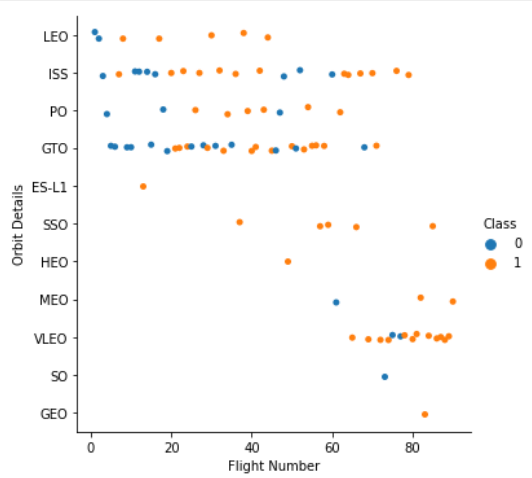 Orbit Details
LEO
ISS
PO
GTO
ES-L1
SSO
HEO
MEO
VLEO
SO
GEO
0 20 40 60 80
Flight Number
Class
0
1